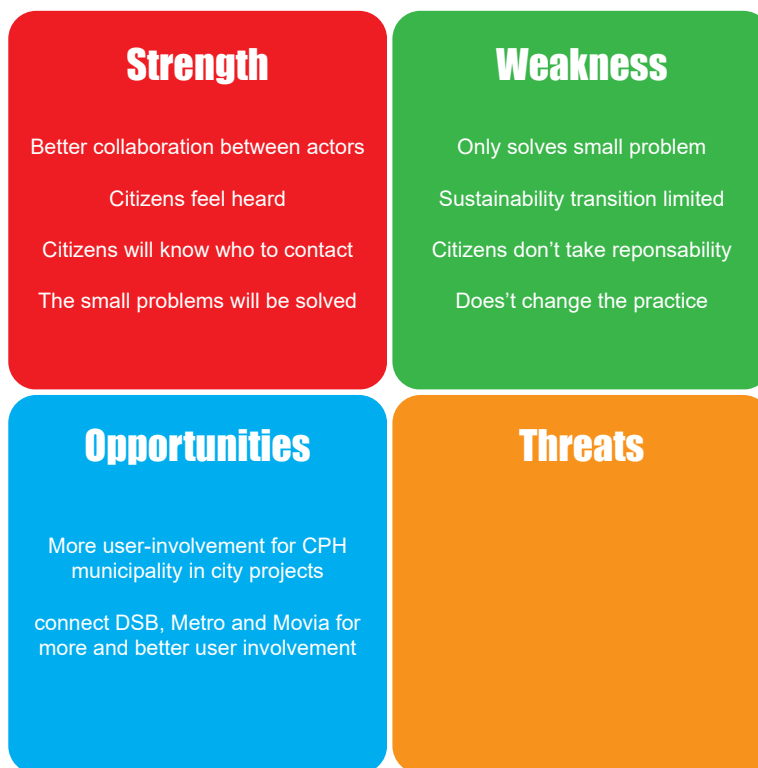 Strength
Better collaboration between actors
Citizens feel heard
Citizens will know who to contact
The small problems will be solved
Weakness
Only solves small problem
Sustainability transition limited
Citizens don’t take reponsability
Does’t change the practice
Opportunities
More user-involvement for CPH
municipality in city projects
connect DSB, Metro and Movia for
more and better user involvement
Threats